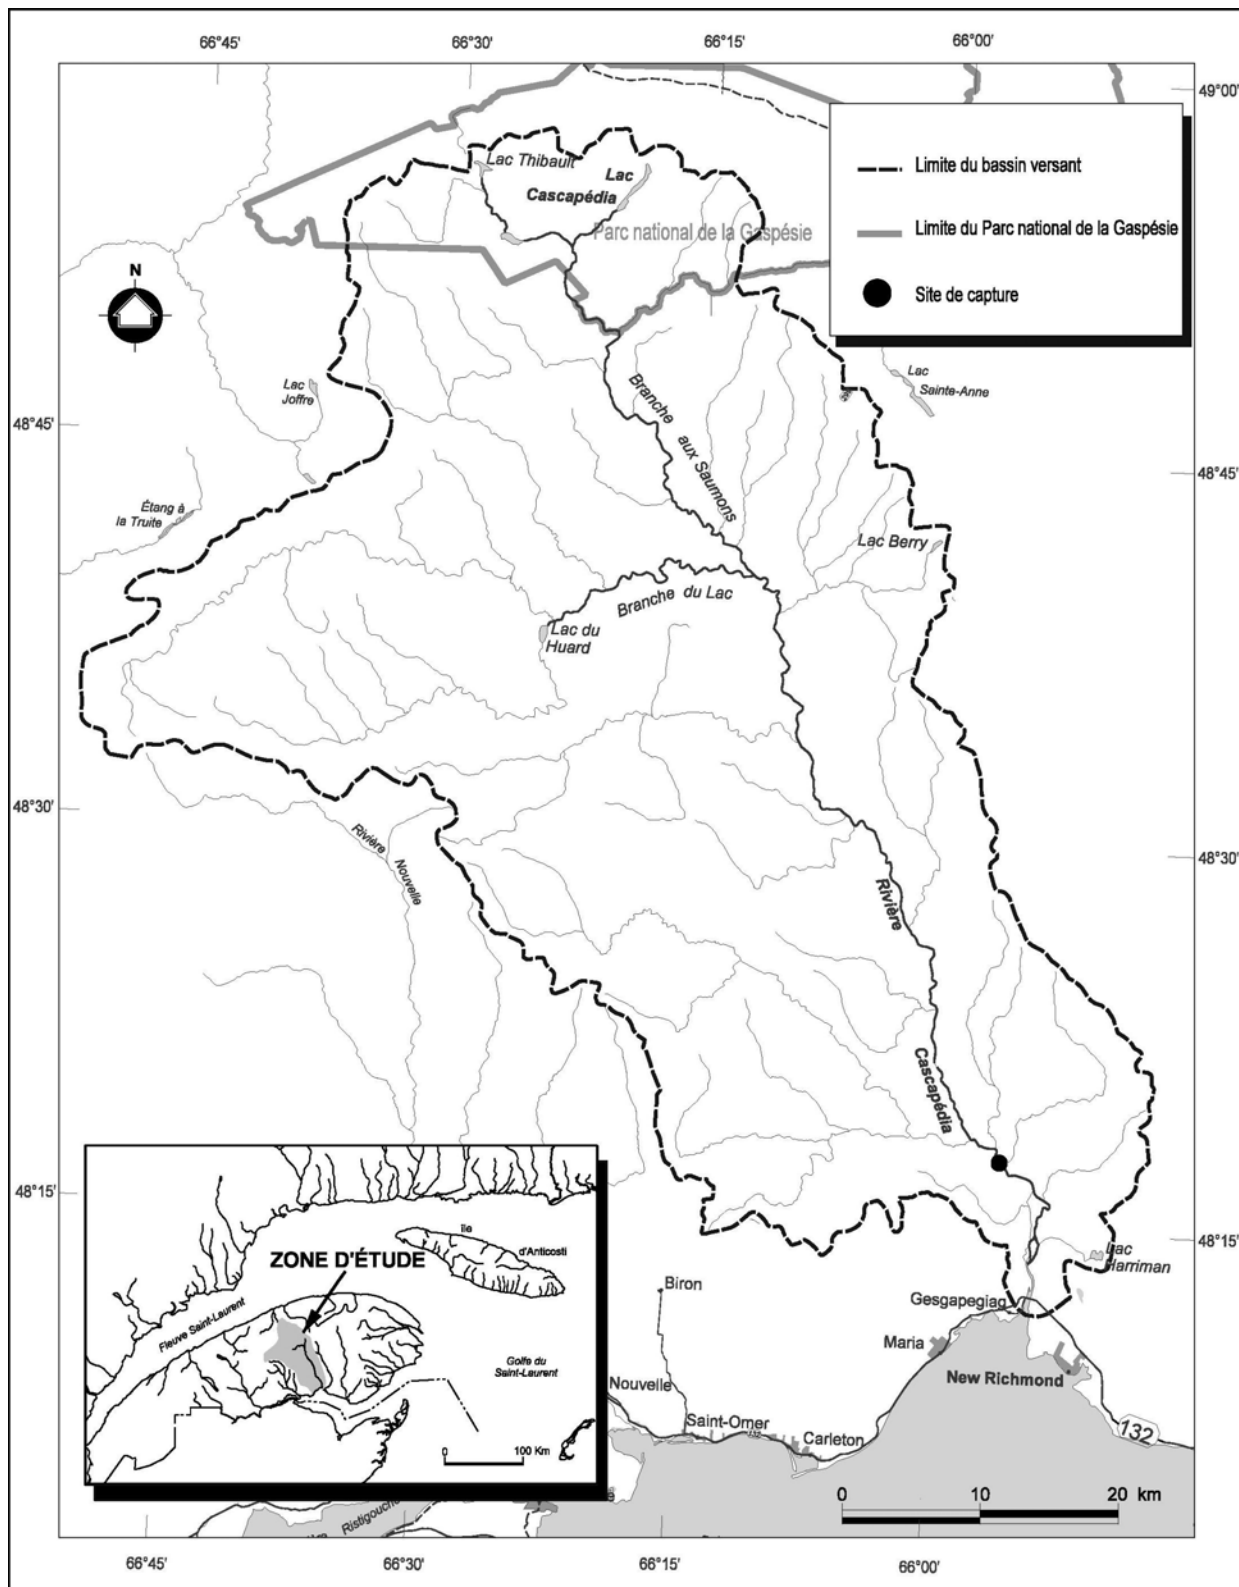 66°45'
66°30'
66°15'
66°00'
49°00'
Limite du bassin versant
Limite du Parc national de la Gaspésie
Site de capture
Lac Thibault
Lac
Cascapédia
Parc national de la Gaspésie
N
Lac
Joffre
Lac
Sainte-Anne
48°45'
48°45'
Branche
aux Saumons
Étang à
la Truite
Lac Berry
Branche du Lac
Lac du
Huard
48°30'
48°30'
Rivière
Nouvelle
Rivière
Cascapédia
48°15'
48°15'
Lac
Harriman
île
d'Anticosti
ZONE D'ÉTUDE
Fleuve Saint-Laurent
Golfe du
Saint-Laurent
0
100 Km
Biron
Gesgapegiag
Maria
New Richmond
Nouvelle
Saint-Omer
132
Carleton
132
Ristigouche
0
10
20 km
66°45'
66°30'
66°15'
66°00'